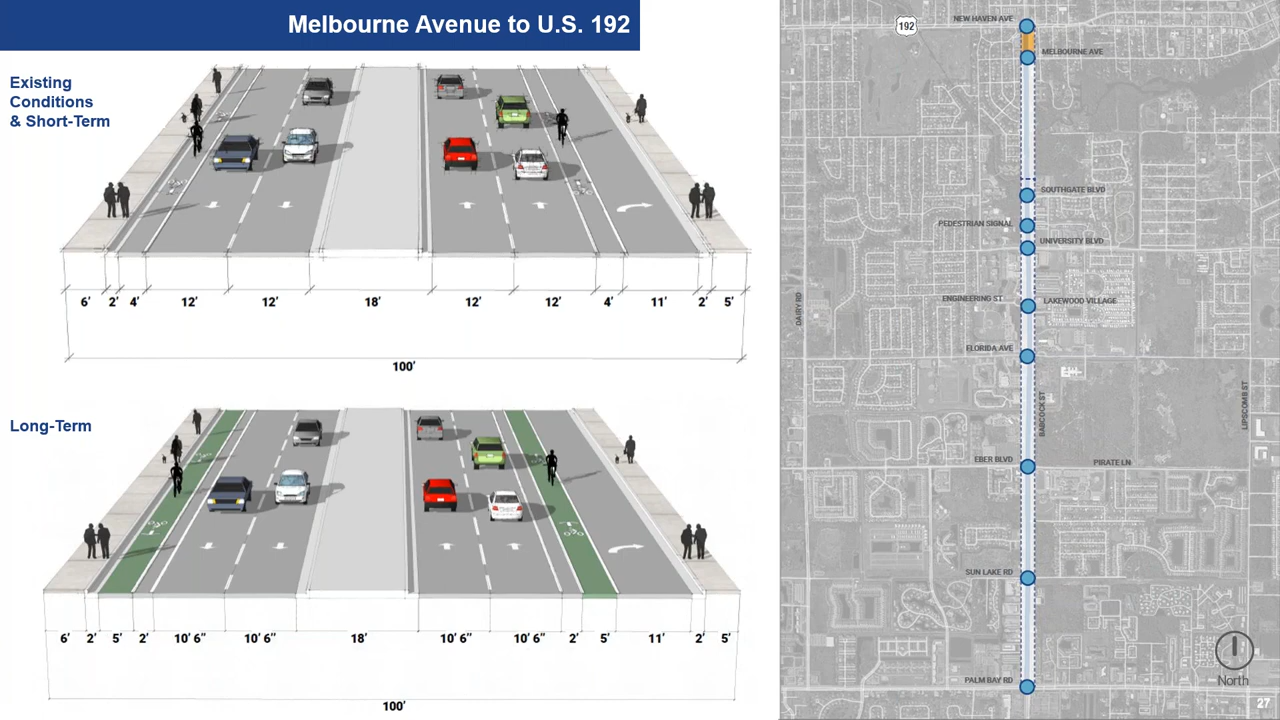 Melbourne Avenue to U.S. 192
Existing
Conditions
& Short-Term
6’ 2’ 4’ 12’ 12’ 18’ 12’ 12’ 4’ 11’ 2’ 5’
100’
Long-Term
6’ 2’ 5’ 2’ 10’ 6” 10’ 6” 18’ 10’ 6” 10’ 6” 2’ 5’ 11’ 2’ 5’
100’
192
NEW HAVEN AVE
MELBOURNE AVE
SOUTHGATE BLVD
PEDESTRIAN SIGNAL
UNIVERSITY BLVD
ENGINEERING ST
LAKEWOOD VILLAGE
DAIRY RD
FLORIDA AVE
BABCOCK ST
LIPSCOMB ST
EBER BLVD
PIRATE LN
SUN LAKE RD
PALM BAY RD
North
27